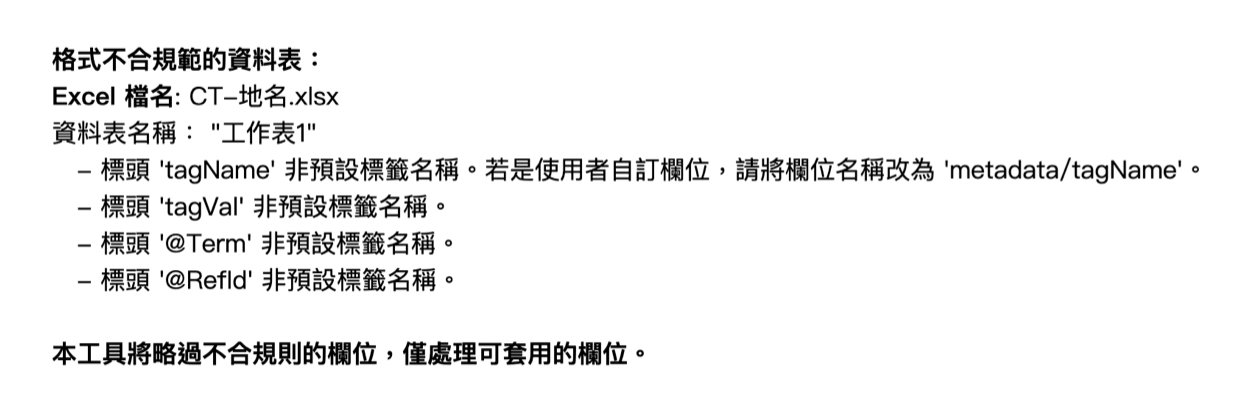 格式不合規範的資料表：
Excel 檔名: CT-地名.xlsx
資料表名稱： "工作表1"
- 標頭 'tagName' 非預設標籤名稱。若是使用者自訂欄位，請將欄位名稱改為 'metadata/tagName'。
- 標頭 'tagVal' 非預設標籤名稱。
- 標頭 '@Term' 非預設標籤名稱。
- 標頭 '@RefId' 非預設標籤名稱。
本工具將略過不合規則的欄位，僅處理可套用的欄位。